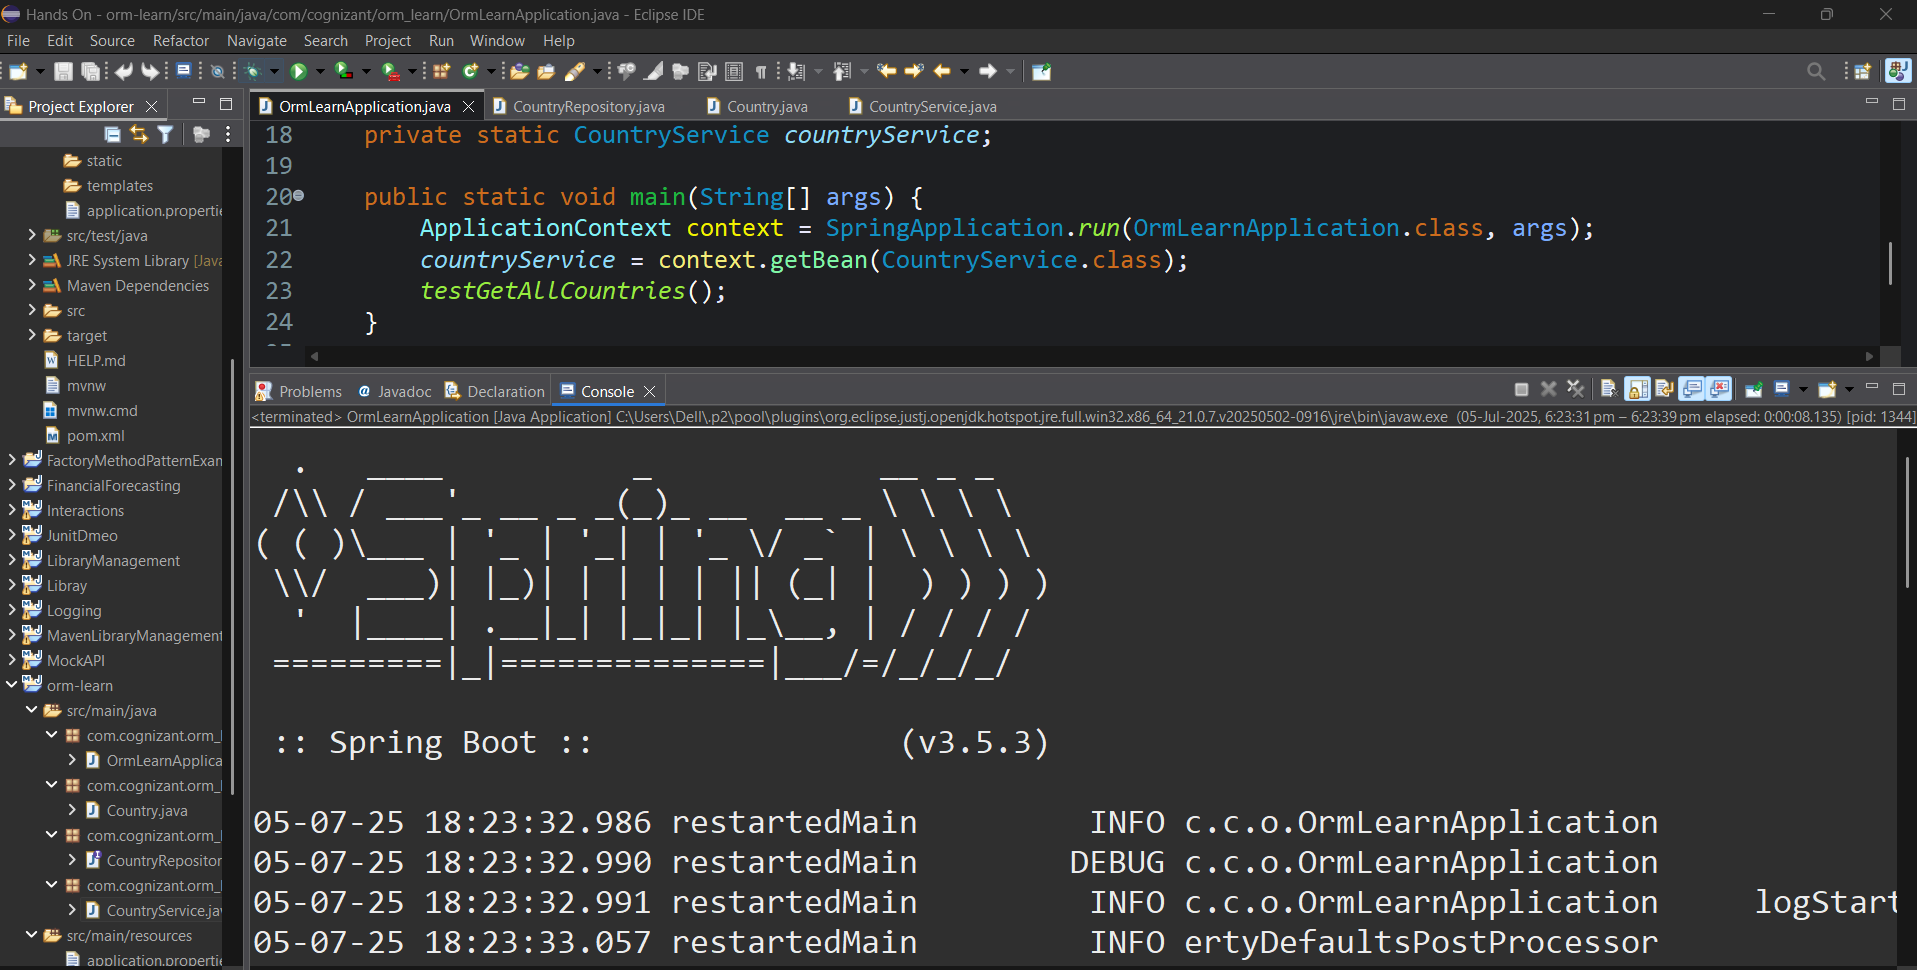 Hands On - orm-learn/src/main/java/com/cognizant/orm_learn/OrmLearnApplication.java - Eclipse IDE
File Edit Source Refactor Navigate Search Project Run Window Help
Project Explorer
static
templates
application.propertie
src/test/java
JRE System Library [Java
Maven Dependencies
src
target
HELP.md
mvnw
mvnw.cmd
pom.xml
FactoryMethodPatternExan
FinancialForecasting
Interactions
JunitDmeo
LibraryManagement
Libray
Logging
MavenLibraryManagement
MockAPI
orm-learn
src/main/java
com.cognizant.orm_l
OrmLearnApplica
com.cognizant.orm_l
Country.java
com.cognizant.orm_l
CountryRepositor
com.cognizant.orm_l
CountryService.jav
src/main/resources
application.propertie
OrmLearnApplication.java CountryRepository.java Country.java CountryService.java
18 private static CountryService countryService;
19
20 public static void main(String[] args) {
21 ApplicationContext context = SpringApplication.run(OrmLearnApplication.class, args);
22 countryService = context.getBean(CountryService.class);
23 testGetAllCountries();
24 }
Problems Javadoc Declaration Console
<terminated> OrmLearnApplication [Java Application] C:\Users\Dell\.p2\pool\plugins\org.eclipse.justj.openjdk.hotspot.jre.full.win32.x86_64_21.0.7.v20250502-0916\jre\bin\javaw.exe (05-Jul-2025, 6:23:31 pm – 6:23:39 pm elapsed: 0:00:08.135) [pid: 1344]
  .   ____          _            __ _ _
 /\\ / ___'_ __ _ _(_)_ __  __ _ \ \ \ \
( ( )\___ | '_ | '_| | '_ \/ _` | \ \ \ \
 \\/  ___)| |_)| | | | | || (_| |  ) ) ) )
  '  |____| .__|_| |_|_| |_\__, | / / / /
 =========|_|==============|___/=/_/_/_/
:: Spring Boot :: (v3.5.3)
05-07-25 18:23:32.986 restartedMain INFO c.c.o.OrmLearnApplication
05-07-25 18:23:32.990 restartedMain DEBUG c.c.o.OrmLearnApplication
05-07-25 18:23:32.991 restartedMain INFO c.c.o.OrmLearnApplication logStart
05-07-25 18:23:33.057 restartedMain INFO ertyDefaultsPostProcessor